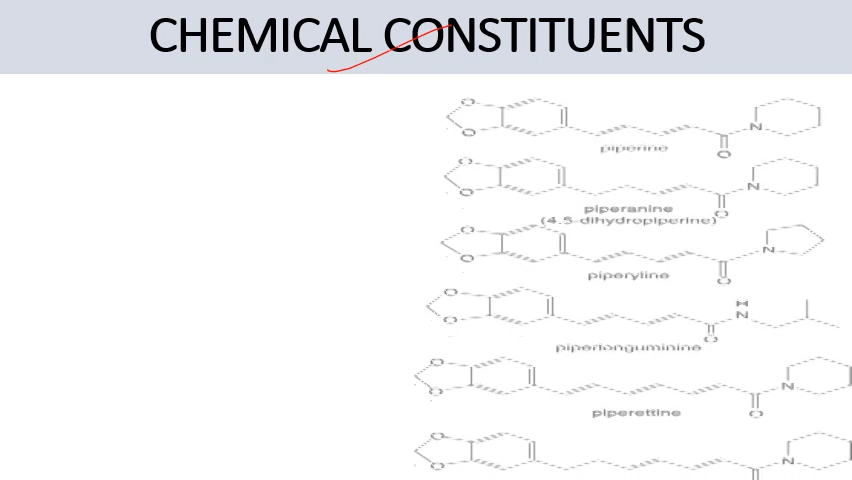 CHEMICAL CONSTITUENTS
O
O
N
O
piperine
O
O
N
O
piperanine
(4,5-dihydropiperine)
O
O
N
O
piperyline
O
O
H
N
O
piperlonguminine
O
O
N
O
piperettine
O
O
N